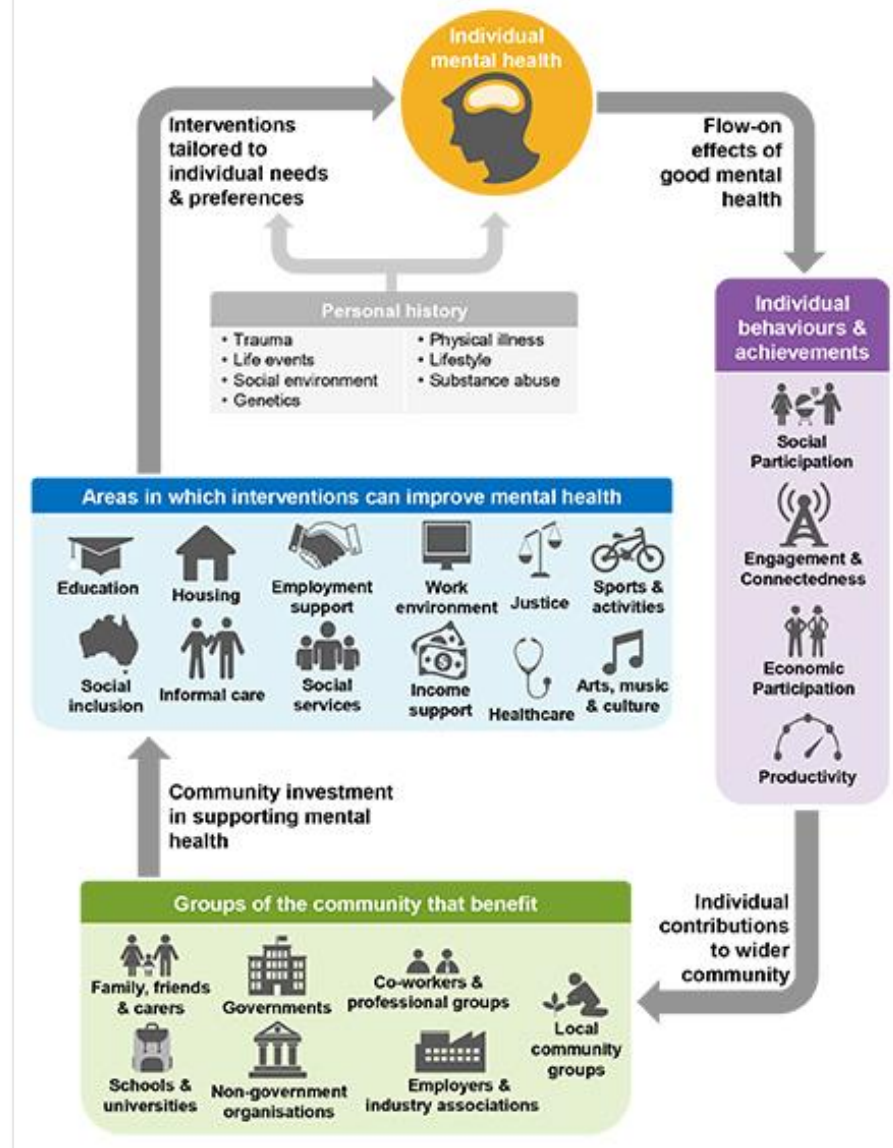 Individual
mental health
Interventions
tailored to
individual needs
& preferences
Flow-on
effects of
good mental
health
Personal history
• Trauma
• Life events
• Social environment
• Genetics
• Physical illness
• Lifestyle
• Substance abuse
Individual
behaviours &
achievements
Social
Participation
Engagement &
Connectedness
Economic
Participation
Productivity
Areas in which interventions can improve mental health
Education
Housing
Employment
support
Work
environment
Justice
Sports &
activities
Social
inclusion
Informal care
Social
services
Income
support
Healthcare
Arts, music
& culture
Community investment
in supporting mental
health
Individual
contributions
to wider
community
Groups of the community that benefit
Family, friends
& carers
Governments
Co-workers &
professional groups
Local
community
groups
Schools &
universities
Non-government
organisations
Employers &
industry associations